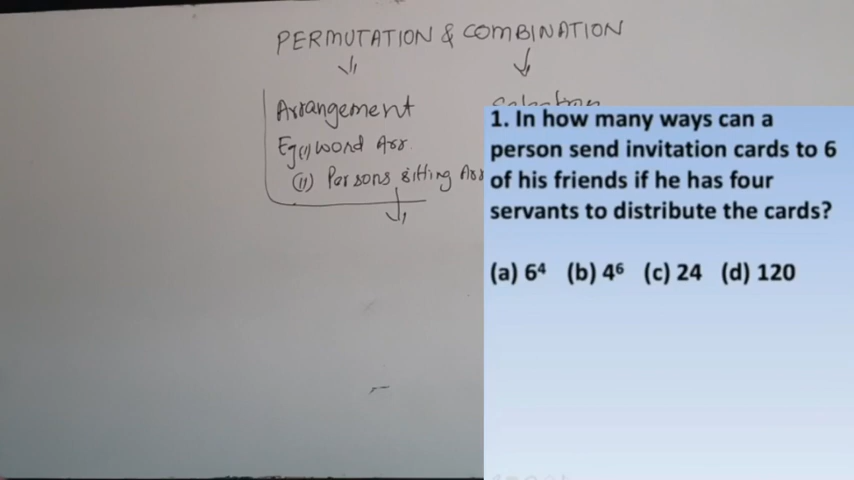 PERMUTATION & COMBINATION
Arrangement
Selection
Eg(i) word Arr.
(ii) Persons sitting Arr
1. In how many ways can a
person send invitation cards to 6
of his friends if he has four
servants to distribute the cards?
(a) 6⁴ (b) 4⁶ (c) 24 (d) 120